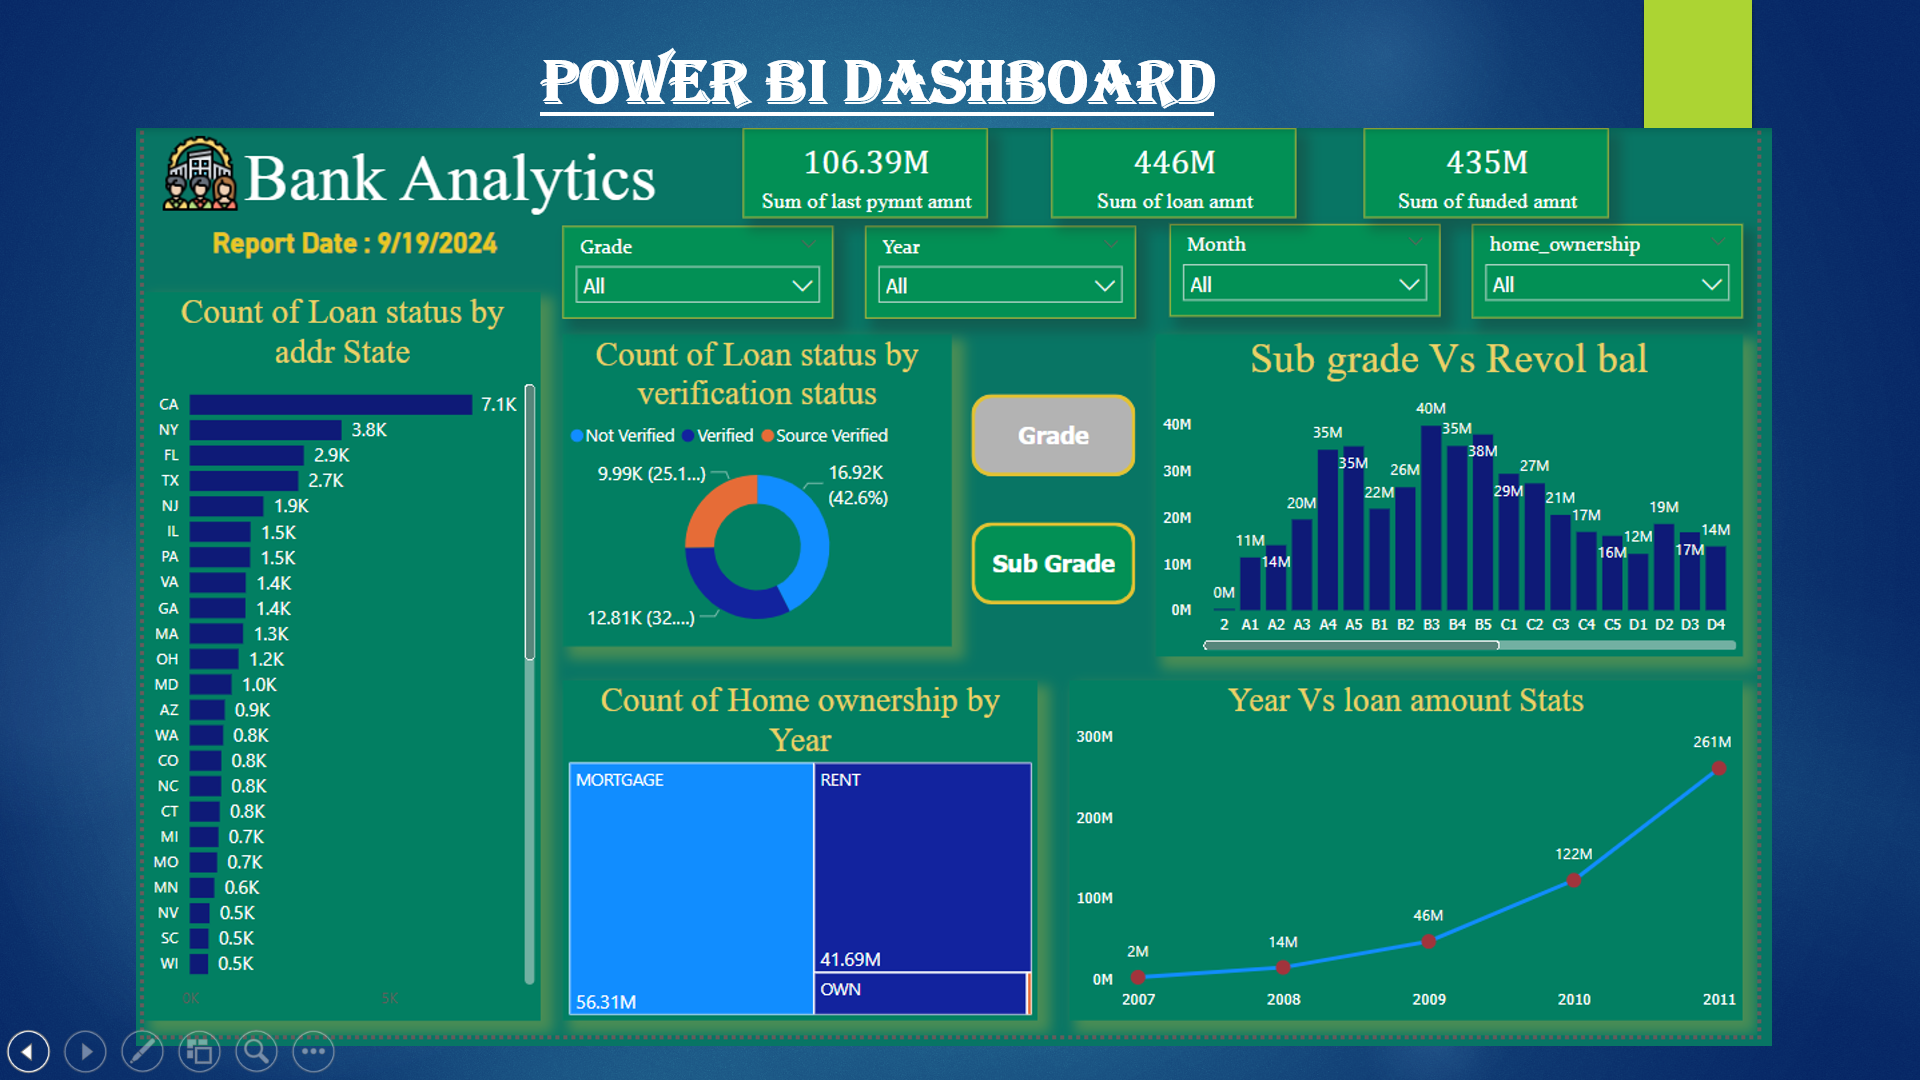 POWER BI DASHBOARD
Bank Analytics
Report Date : 9/19/2024
106.39M
Sum of last pymnt amnt
446M
Sum of loan amnt
435M
Sum of funded amnt
Grade
All
Year
All
Month
All
home_ownership
All
Count of Loan status by
addr State
CA 7.1K
NY 3.8K
FL 2.9K
TX 2.7K
NJ 1.9K
IL 1.5K
PA 1.5K
VA 1.4K
GA 1.4K
MA 1.3K
OH 1.2K
MD 1.0K
AZ 0.9K
WA 0.8K
CO 0.8K
NC 0.8K
CT 0.8K
MI 0.7K
MO 0.7K
MN 0.6K
NV 0.5K
SC 0.5K
WI 0.5K
0K 5K
Count of Loan status by
verification status
Not Verified Verified Source Verified
9.99K (25.1...)
16.92K
(42.6%)
12.81K (32....)
Grade
Sub Grade
Sub grade Vs Revol bal
40M
30M
20M
10M
0M
0M 11M 14M 20M 35M 35M 22M 26M 40M 35M 38M 29M 27M 21M 17M 16M 12M 19M 17M 14M
2 A1 A2 A3 A4 A5 B1 B2 B3 B4 B5 C1 C2 C3 C4 C5 D1 D2 D3 D4
Count of Home ownership by
Year
MORTGAGE
56.31M
RENT
41.69M
OWN
Year Vs loan amount Stats
300M
200M
100M
0M
2M 14M 46M 122M 261M
2007 2008 2009 2010 2011